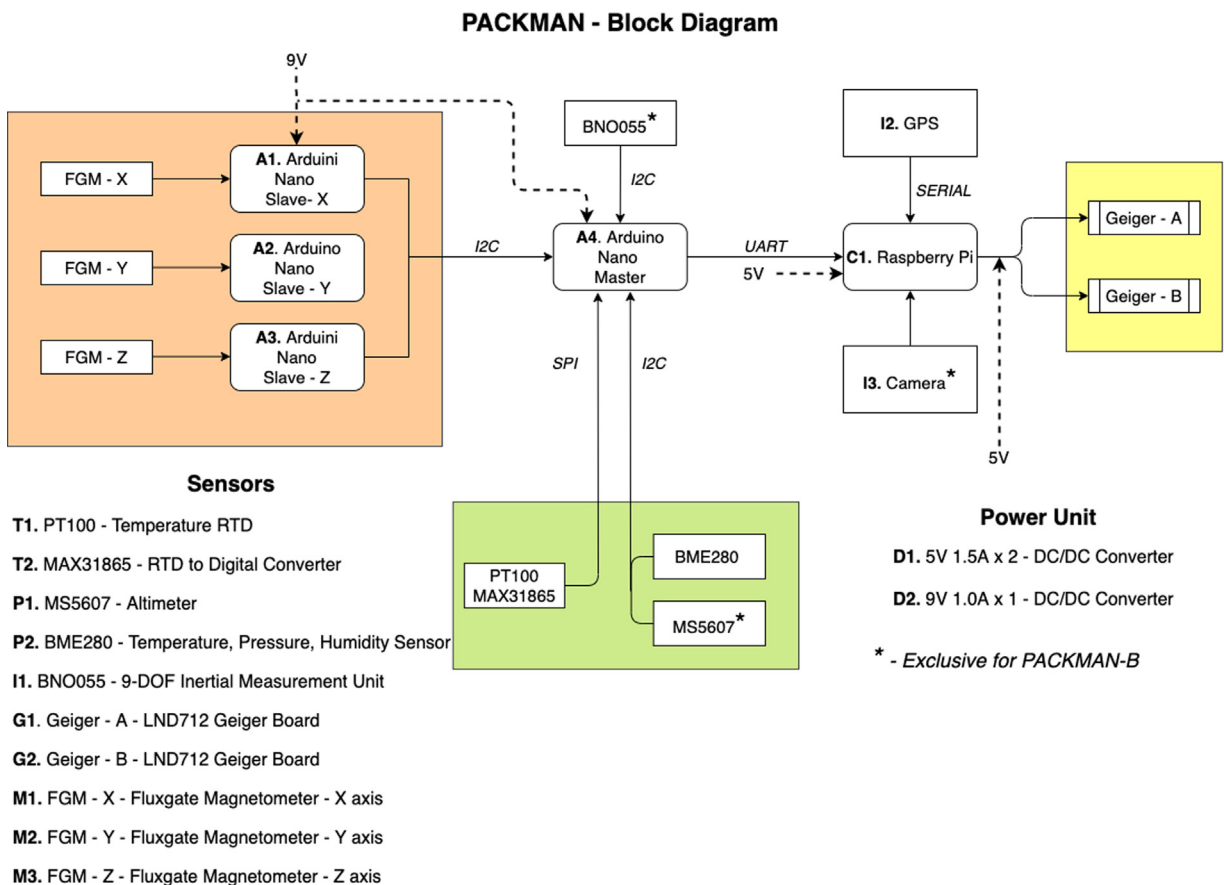 PACKMAN - Block Diagram
9V
FGM - X
A1. Arduini
Nano
Slave- X
FGM - Y
A2. Arduino
Nano
Slave - Y
FGM - Z
A3. Arduini
Nano
Slave - Z
I2C
BNO055*
I2C
A4. Arduino
Nano
Master
UART
5V
I2. GPS
SERIAL
C1. Raspberry Pi
I3. Camera*
5V
Geiger - A
Geiger - B
SPI
I2C
PT100
MAX31865
BME280
MS5607*
Sensors
T1. PT100 - Temperature RTD
T2. MAX31865 - RTD to Digital Converter
P1. MS5607 - Altimeter
P2. BME280 - Temperature, Pressure, Humidity Sensor
I1. BNO055 - 9-DOF Inertial Measurement Unit
G1. Geiger - A - LND712 Geiger Board
G2. Geiger - B - LND712 Geiger Board
M1. FGM - X - Fluxgate Magnetometer - X axis
M2. FGM - Y - Fluxgate Magnetometer - Y axis
M3. FGM - Z - Fluxgate Magnetometer - Z axis
Power Unit
D1. 5V 1.5A x 2 - DC/DC Converter
D2. 9V 1.0A x 1 - DC/DC Converter
* - Exclusive for PACKMAN-B